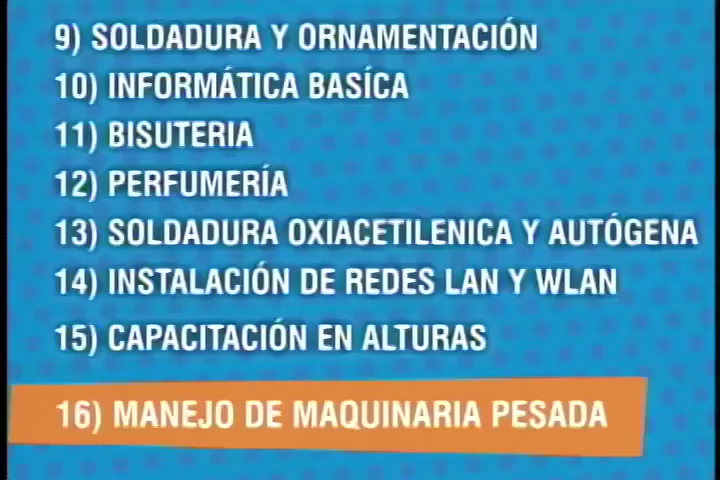 9) SOLDADURA Y ORNAMENTACIÓN
10) INFORMÁTICA BASÍCA
11) BISUTERIA
12) PERFUMERÍA
13) SOLDADURA OXIACETILENICA Y AUTÓGENA
14) INSTALACIÓN DE REDES LAN Y WLAN
15) CAPACITACIÓN EN ALTURAS
16) MANEJO DE MAQUINARIA PESADA